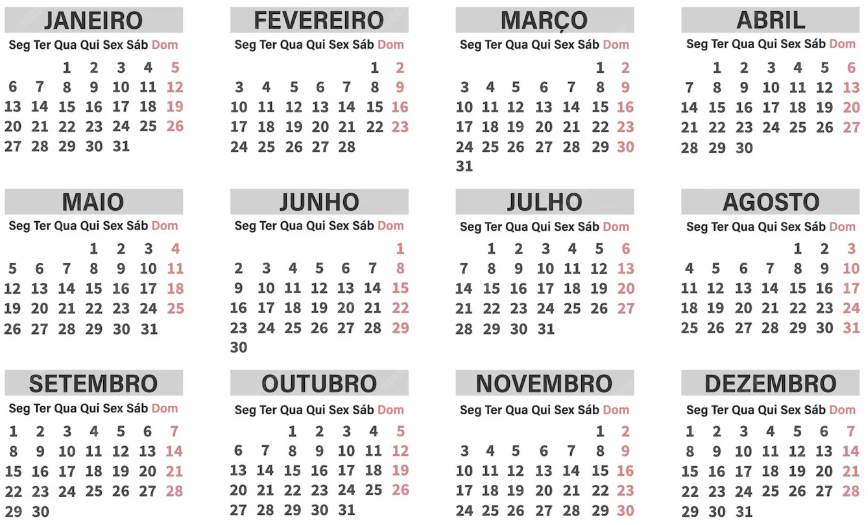 JANEIRO
Seg Ter Qua Qui Sex Sáb Dom
1 2 3 4 5
6 7 8 9 10 11 12
13 14 15 16 17 18 19
20 21 22 23 24 25 26
27 28 29 30 31
FEVEREIRO
Seg Ter Qua Qui Sex Sáb Dom
1 2
3 4 5 6 7 8 9
10 11 12 13 14 15 16
17 18 19 20 21 22 23
24 25 26 27 28
MARÇO
Seg Ter Qua Qui Sex Sáb Dom
1 2
3 4 5 6 7 8 9
10 11 12 13 14 15 16
17 18 19 20 21 22 23
24 25 26 27 28 29 30
31
ABRIL
Seg Ter Qua Qui Sex Sáb Dom
1 2 3 4 5 6
7 8 9 10 11 12 13
14 15 16 17 18 19 20
21 22 23 24 25 26 27
28 29 30
MAIO
Seg Ter Qua Qui Sex Sáb Dom
1 2 3 4
5 6 7 8 9 10 11
12 13 14 15 16 17 18
19 20 21 22 23 24 25
26 27 28 29 30 31
JUNHO
Seg Ter Qua Qui Sex Sáb Dom
1
2 3 4 5 6 7 8
9 10 11 12 13 14 15
16 17 18 19 20 21 22
23 24 25 26 27 28 29
30
JULHO
Seg Ter Qua Qui Sex Sáb Dom
1 2 3 4 5 6
7 8 9 10 11 12 13
14 15 16 17 18 19 20
21 22 23 24 25 26 27
28 29 30 31
AGOSTO
Seg Ter Qua Qui Sex Sáb Dom
1 2 3
4 5 6 7 8 9 10
11 12 13 14 15 16 17
18 19 20 21 22 23 24
25 26 27 28 29 30 31
SETEMBRO
Seg Ter Qua Qui Sex Sáb Dom
1 2 3 4 5 6 7
8 9 10 11 12 13 14
15 16 17 18 19 20 21
22 23 24 25 26 27 28
29 30
OUTUBRO
Seg Ter Qua Qui Sex Sáb Dom
1 2 3 4 5
6 7 8 9 10 11 12
13 14 15 16 17 18 19
20 21 22 23 24 25 26
27 28 29 30 31
NOVEMBRO
Seg Ter Qua Qui Sex Sáb Dom
1 2
3 4 5 6 7 8 9
10 11 12 13 14 15 16
17 18 19 20 21 22 23
24 25 26 27 28 29 30
DEZEMBRO
Seg Ter Qua Qui Sex Sáb Dom
1 2 3 4 5 6 7
8 9 10 11 12 13 14
15 16 17 18 19 20 21
22 23 24 25 26 27 28
29 30 31